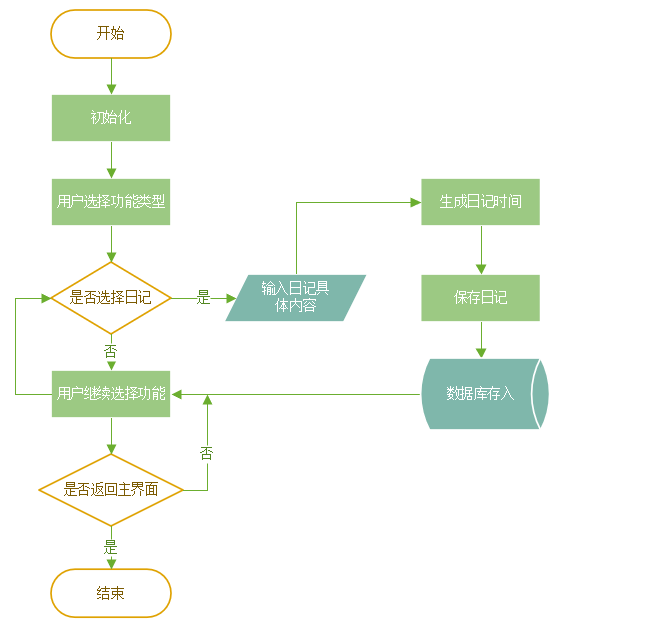 开始
初始化
用户选择功能类型
生成日记时间
是否选择日记
是
输入日记具
体内容
保存日记
否
用户继续选择功能
数据库存入
否
是否返回主界面
是
结束